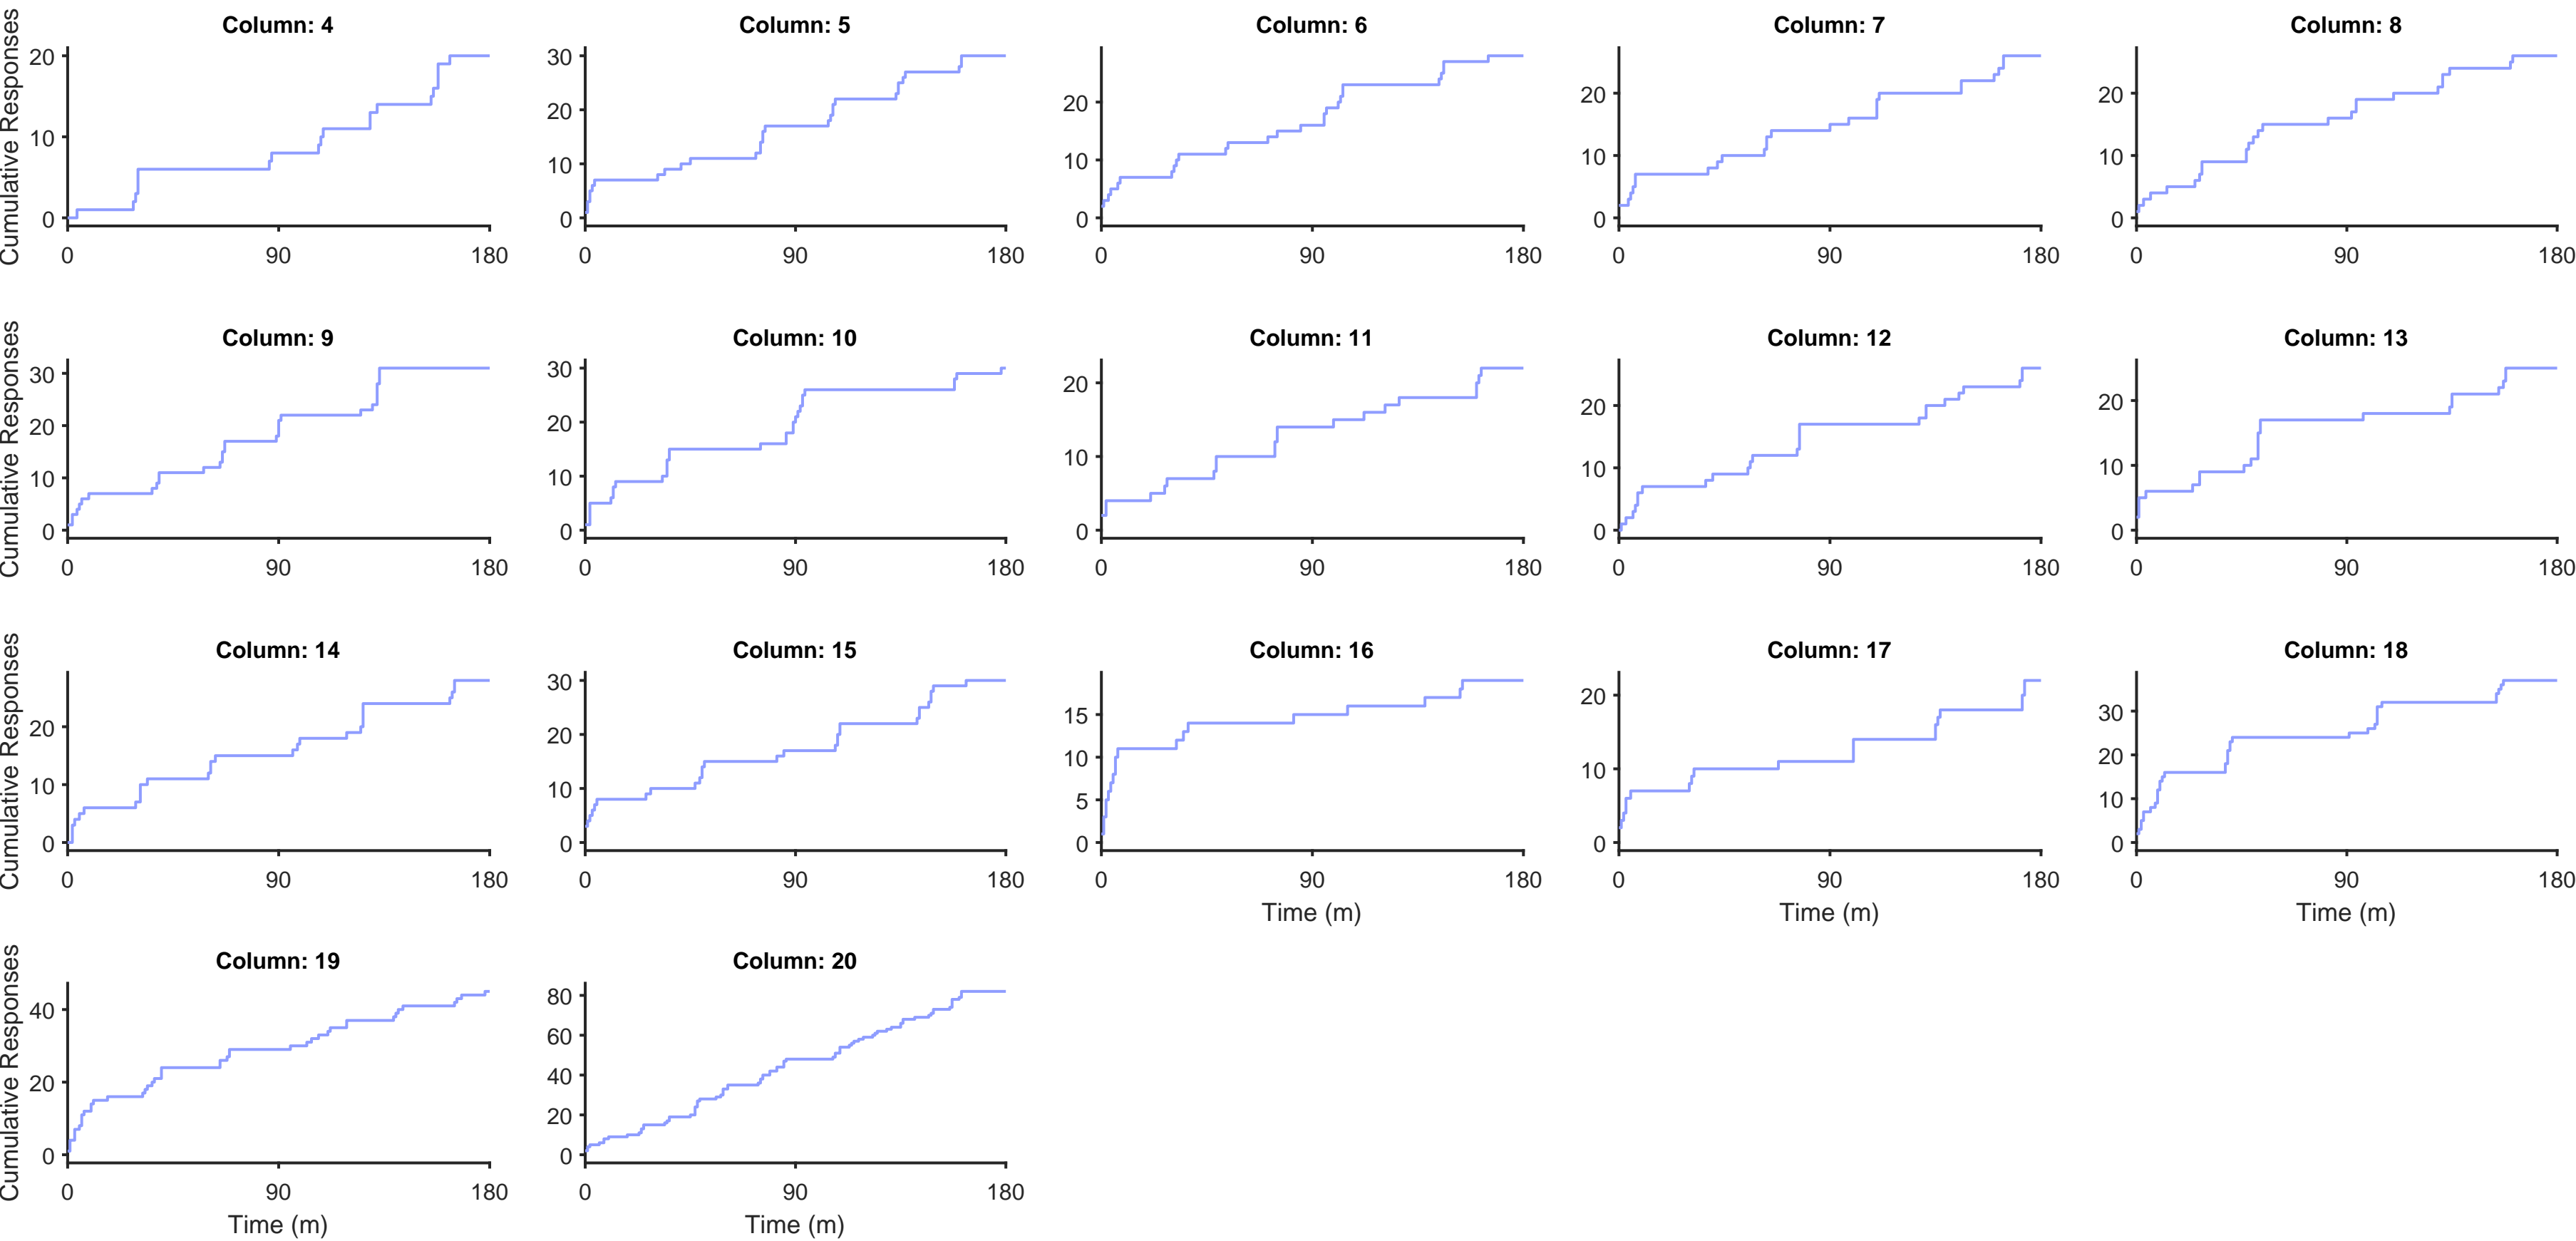 Column: 4
Column: 5
Column: 6
Column: 7
Column: 8
Cumulative Responses
20
10
0
0 90 180
30
20
10
0
0 90 180
20
10
0
0 90 180
20
10
0
0 90 180
20
10
0
0 90 180
Column: 9
Column: 10
Column: 11
Column: 12
Column: 13
Cumulative Responses
30
20
10
0
0 90 180
30
20
10
0
0 90 180
20
10
0
0 90 180
20
10
0
0 90 180
20
10
0
0 90 180
Column: 14
Column: 15
Column: 16
Column: 17
Column: 18
Cumulative Responses
20
10
0
0 90 180
30
20
10
0
0 90 180
15
10
5
0
0 90 180
Time (m)
20
10
0
0 90 180
Time (m)
30
20
10
0
0 90 180
Time (m)
Column: 19
Column: 20
Cumulative Responses
40
20
0
0 90 180
Time (m)
80
60
40
20
0
0 90 180
Time (m)